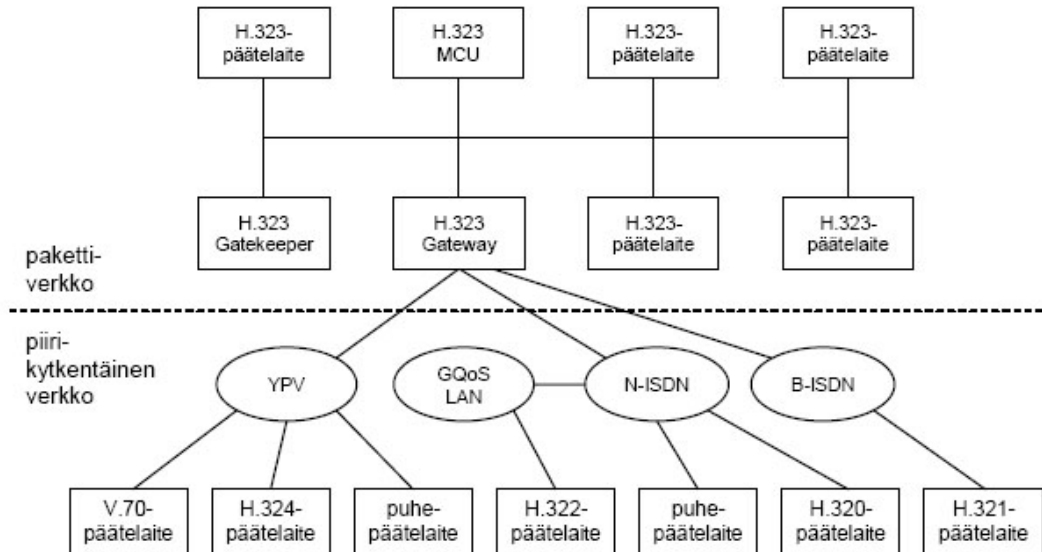 H.323-
päätelaite
H.323
MCU
H.323-
päätelaite
H.323-
päätelaite
H.323
Gatekeeper
H.323
Gateway
H.323-
päätelaite
H.323-
päätelaite
paketti-
verkko
piiri-
kytkentäinen
verkko
YPV
GQoS
LAN
N-ISDN
B-ISDN
V.70-
päätelaite
H.324-
päätelaite
puhe-
päätelaite
H.322-
päätelaite
puhe-
päätelaite
H.320-
päätelaite
H.321-
päätelaite